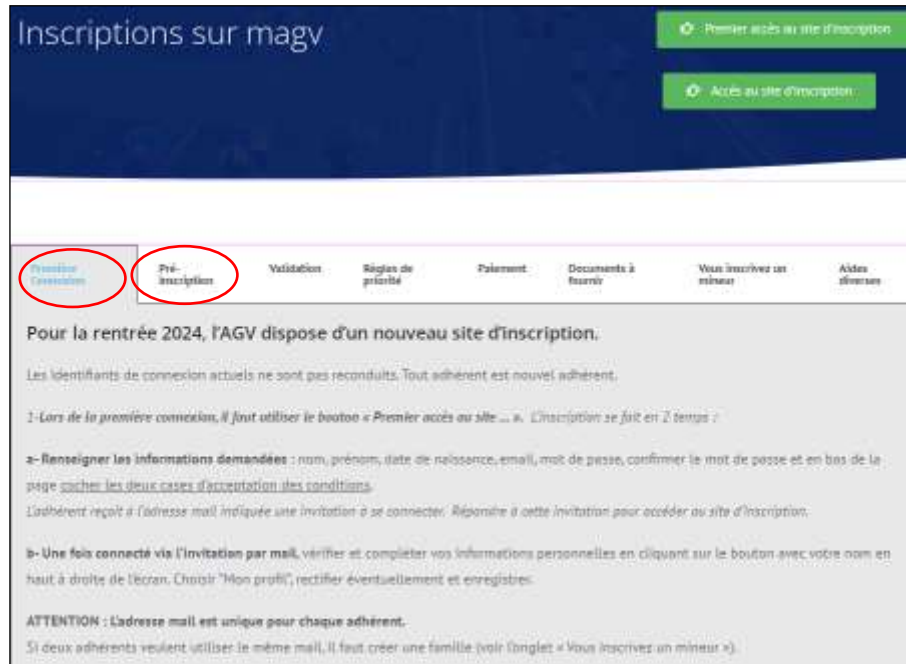 Inscriptions sur magv
Premier accès au site d'inscription
Accès au site d'inscription
Première
Connexion
Pré-
inscription
Validation
Règles de
priorité
Paiement
Documents à
fournir
Vous inscrivez un
mineur
Aides
diverses
Pour la rentrée 2024, l'AGV dispose d'un nouveau site d'inscription.
Les identifiants de connexion actuels ne sont pas reconduits. Tout adhérent est nouvel adhérent.
1-Lors de la première connexion, il faut utiliser le bouton « Premier accès au site ... ». L'inscription se fait en 2 temps :
a- Renseigner les informations demandées : nom, prénom, date de naissance, email, mot de passe, confirmer le mot de passe et en bas de la
page cocher les deux cases d'acceptation des conditions.
L'adhérent reçoit à l'adresse mail indiquée une invitation à se connecter. Répondre à cette invitation pour accéder au site d'inscription.
b- Une fois connecté via l'invitation par mail, vérifier et compléter vos informations personnelles en cliquant sur le bouton avec votre nom en
haut à droite de l'écran. Choisir "Mon profil", rectifier éventuellement et enregistrer.
ATTENTION : L'adresse mail est unique pour chaque adhérent.
Si deux adhérents veulent utiliser le même mail, il faut créer une famille (voir l'onglet « Vous inscrivez un mineur »).